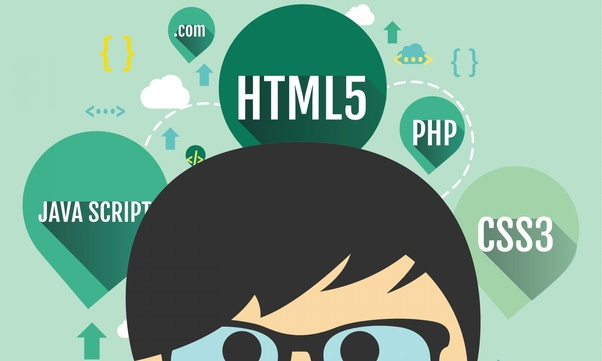 .com
{ }
HTML5
<...>
{ }
<...>
PHP
</>
JAVA SCRIPT
CSS3